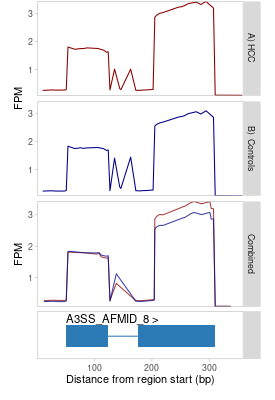 3
2
1
A) HCC
FPM
3
2
1
B): Controls
3
2
1
FPM
Combined
A3SS_AFMID_8 >
100
200
300
Distance from region start (bp)